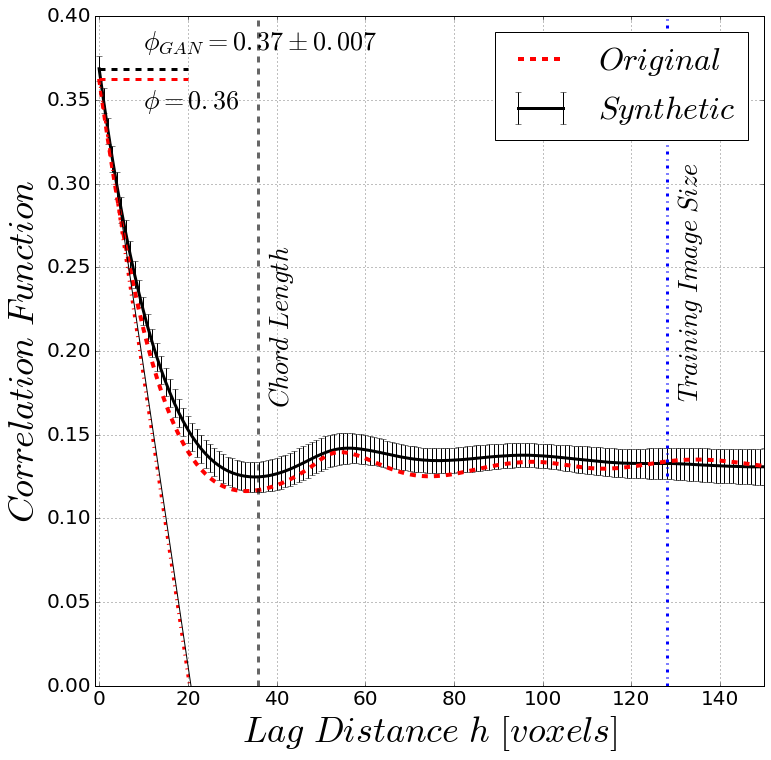 0.40
0.35
0.30
0.25
0.20
0.15
0.10
0.05
0.00
Correlation Function
ϕ_GAN = 0.37 ± 0.007
ϕ = 0.36
Original
Synthetic
Chord Length
Training Image Size
0 20 40 60 80 100 120 140
Lag Distance h [voxels]